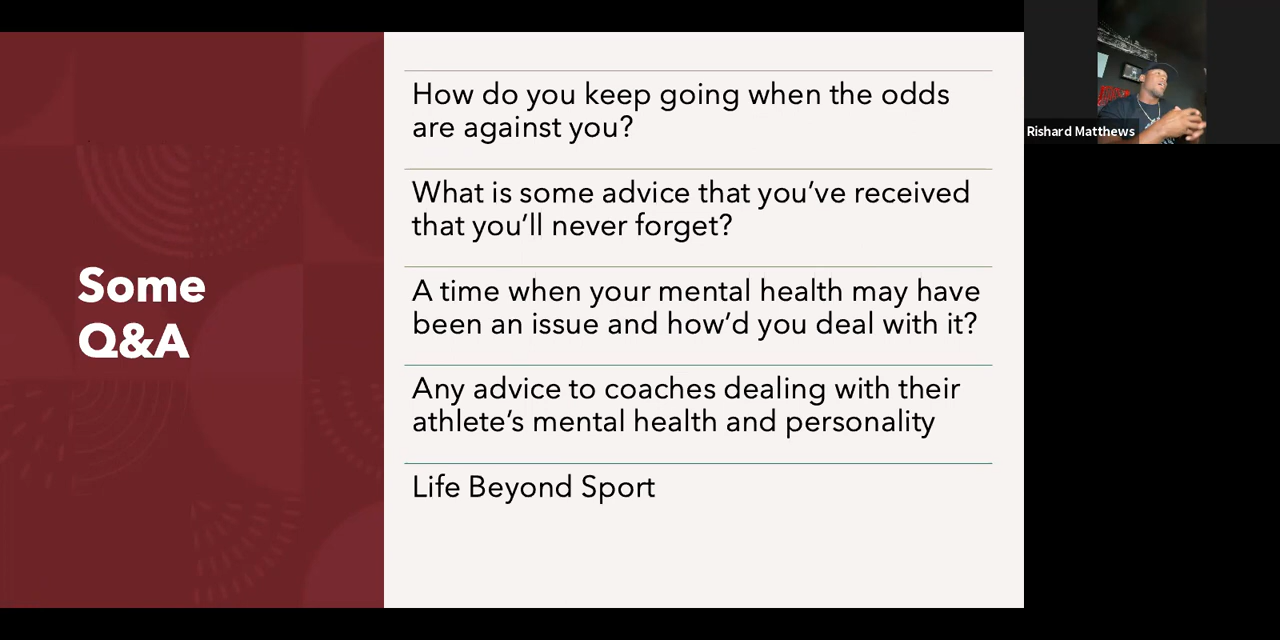 Some
Q&A
How do you keep going when the odds
are against you?
What is some advice that you’ve received
that you’ll never forget?
A time when your mental health may have
been an issue and how’d you deal with it?
Any advice to coaches dealing with their
athlete’s mental health and personality
Life Beyond Sport
Rishard Matthews